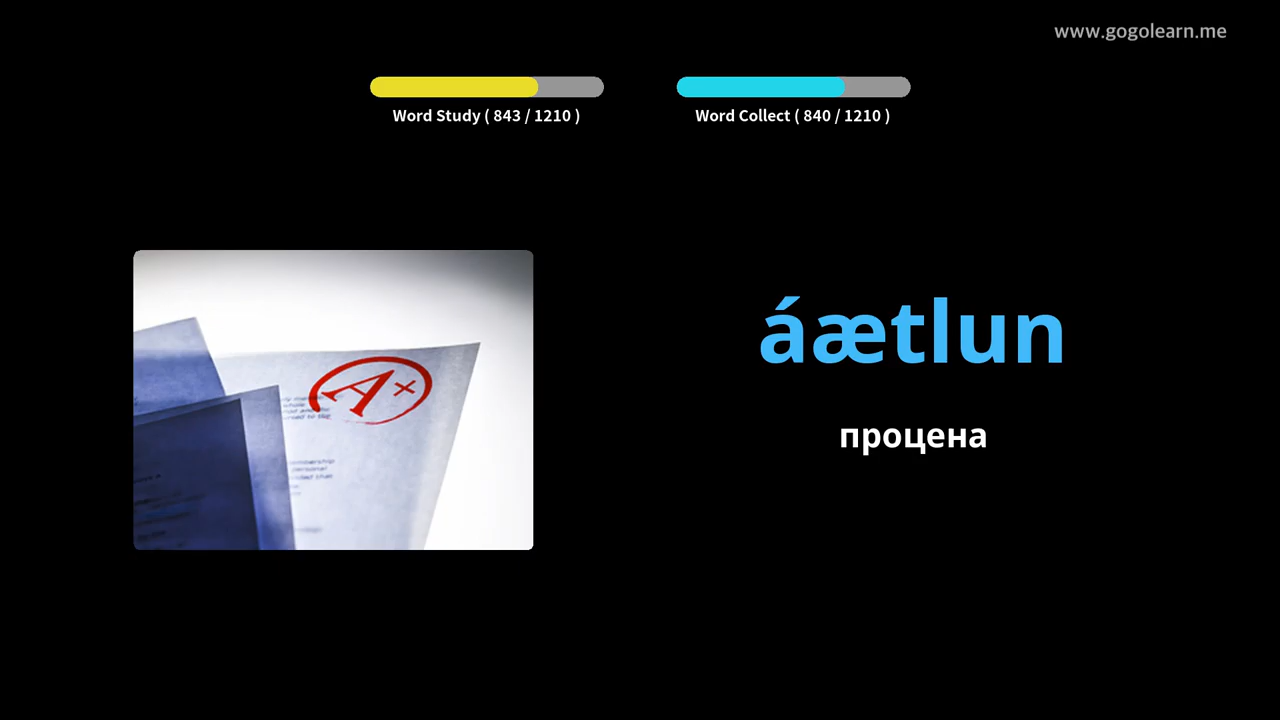 www.gogolearn.me
Word Study ( 843 / 1210 )
Word Collect ( 840 / 1210 )
A+
áætlun
процена